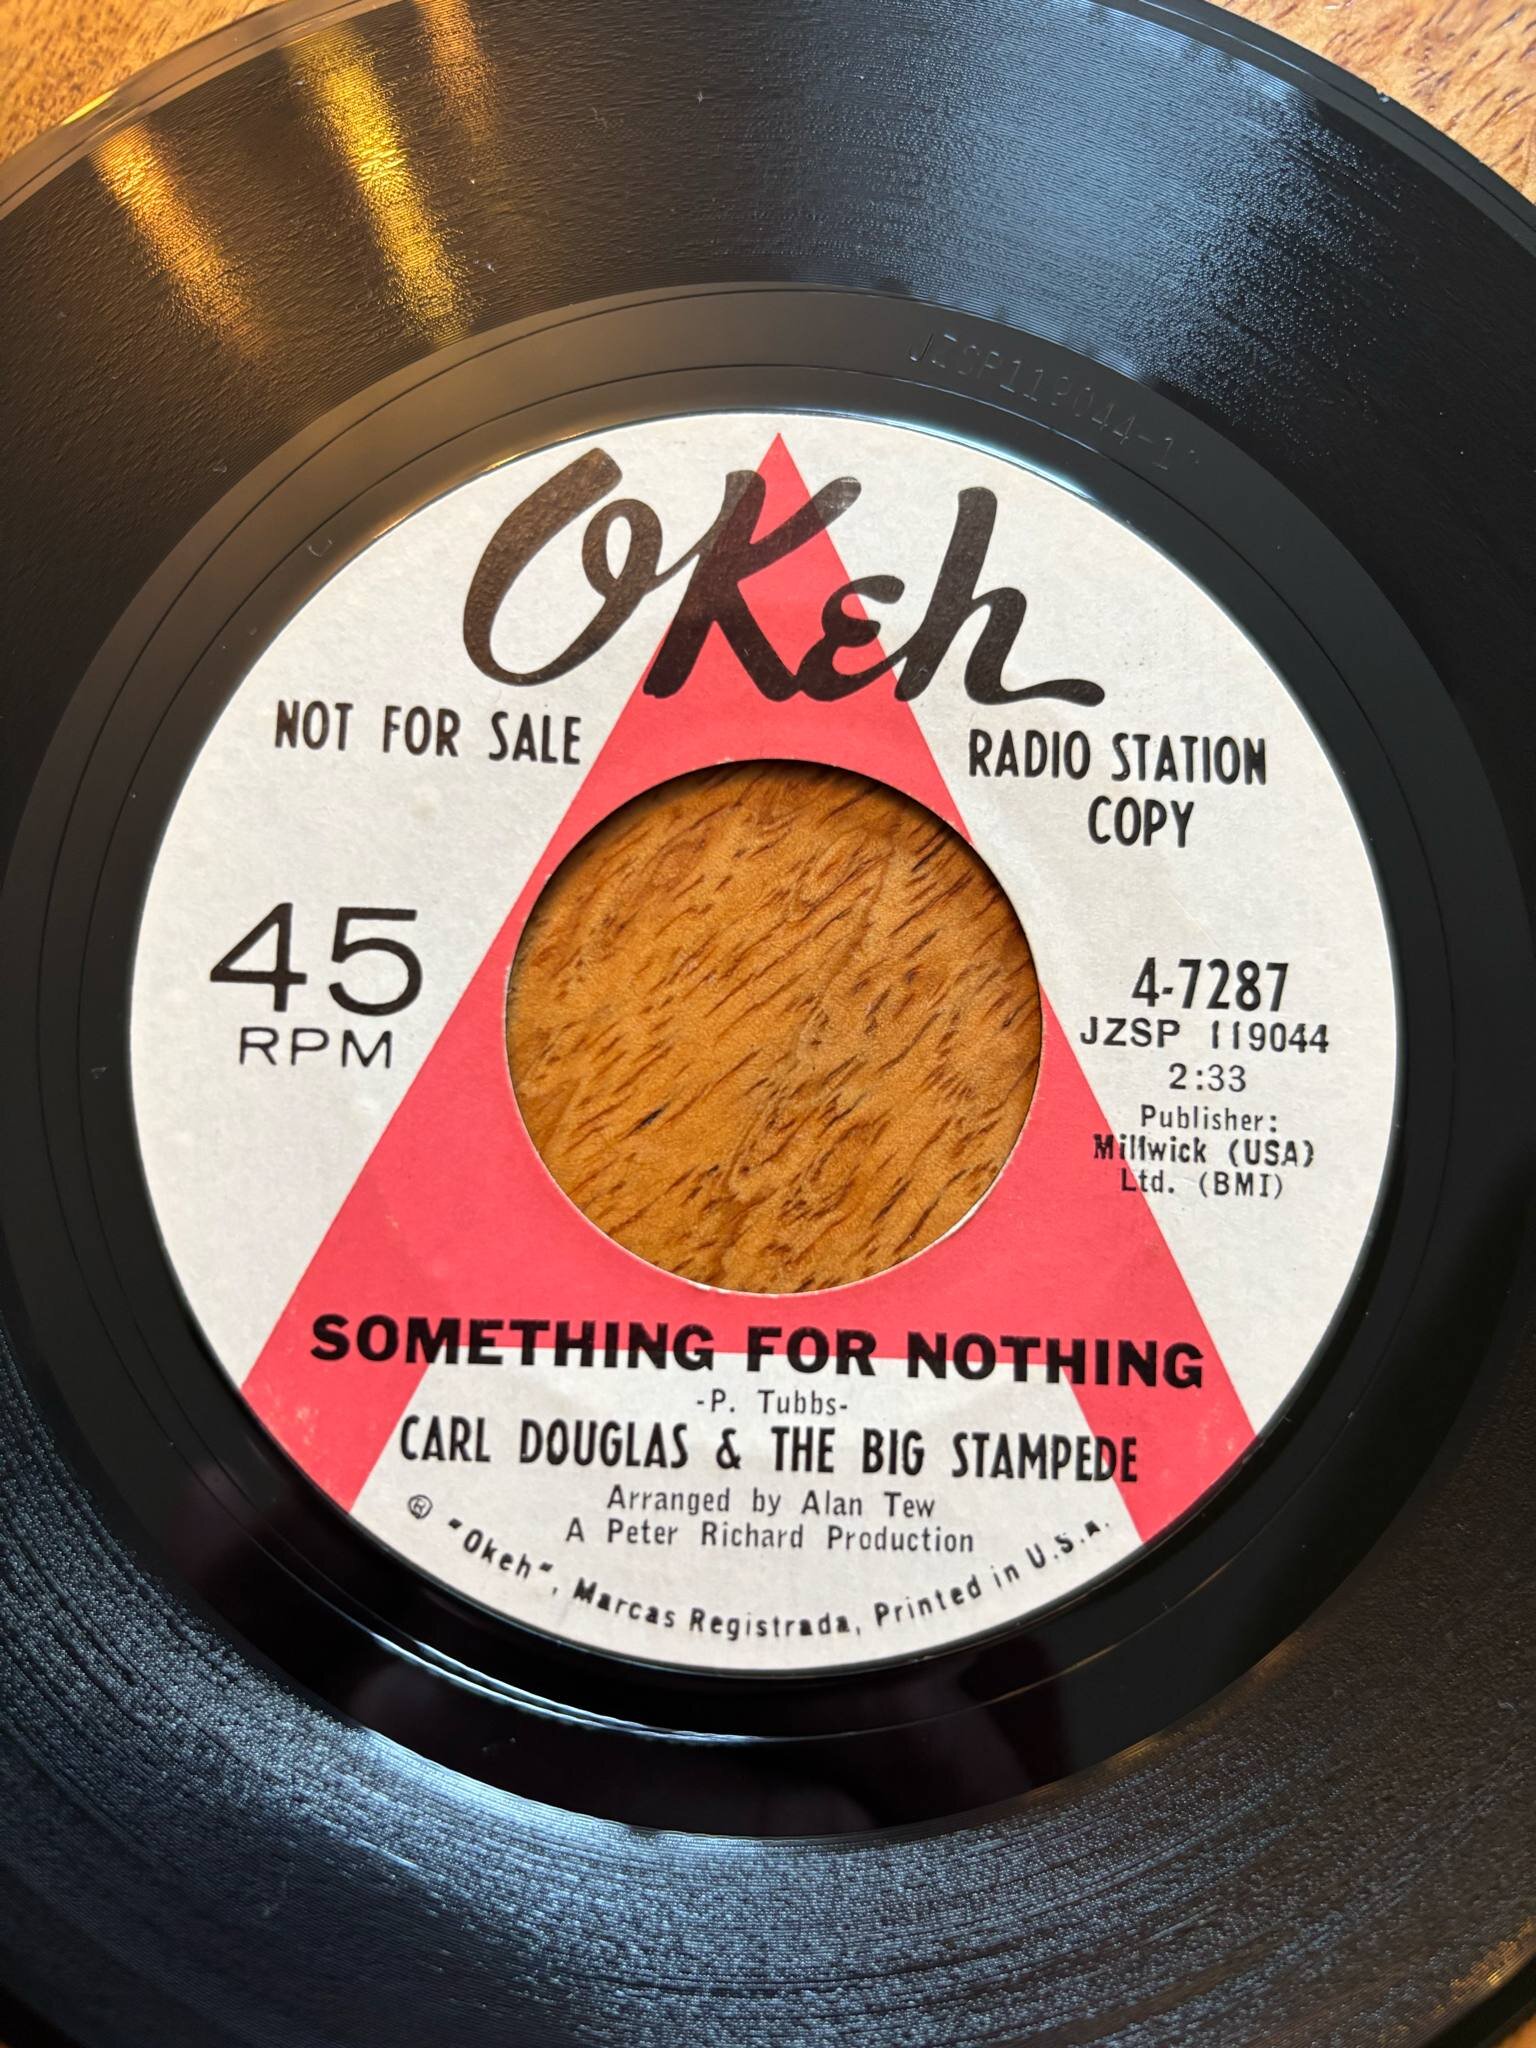 JZSP119044-1
OKeh
NOT FOR SALE
RADIO STATION
COPY
45
RPM
4-7287
JZSP 119044
2:33
Publisher:
Millwick (USA)
Ltd. (BMI)
SOMETHING FOR NOTHING
-P. Tubbs-
CARL DOUGLAS & THE BIG STAMPEDE
Arranged by Alan Tew
A Peter Richard Production
® "Okeh", Marcas Registrada, Printed in U.S.A.